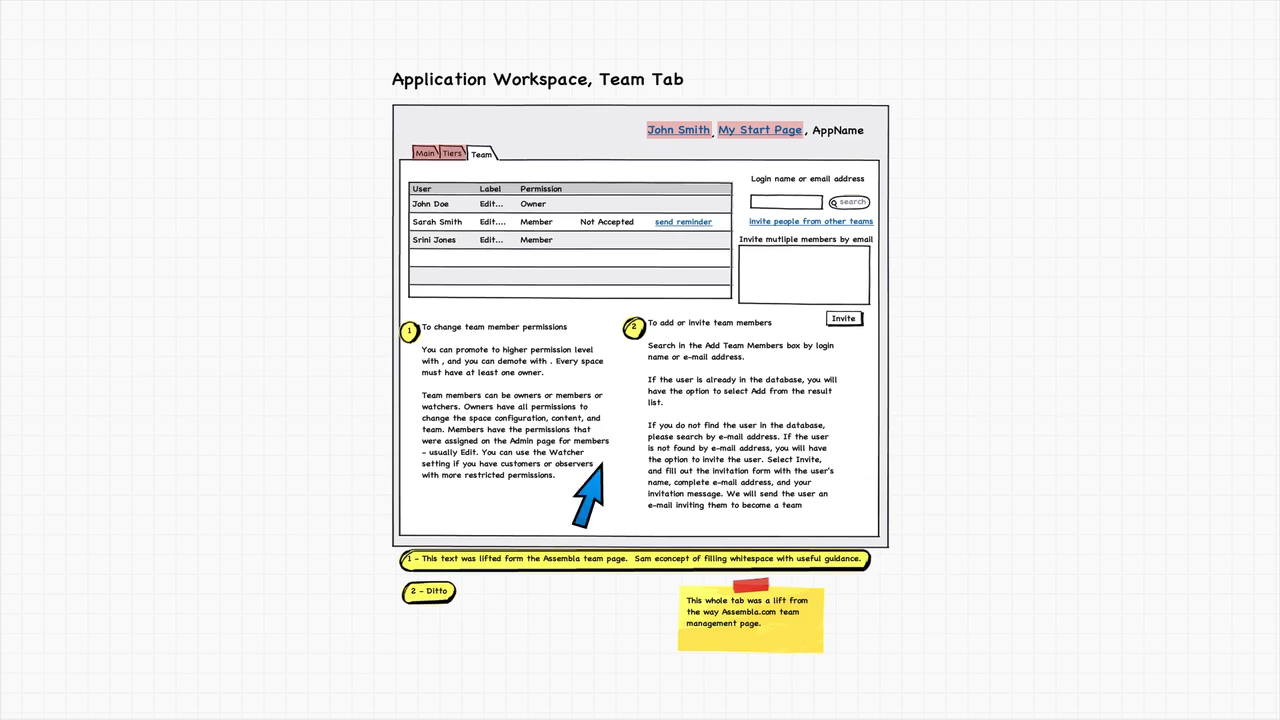 Application Workspace, Team Tab
John Smith, My Start Page, AppName
Main Tiers Team
User Label Permission
John Doe Edit... Owner
Sarah Smith Edit.... Member Not Accepted send reminder
Srini Jones Edit... Member
Login name or email address
search
Invite people from other teams
Invite mutliple members by email
Invite
1
To change team member permissions
You can promote to higher permission level
with , and you can demote with . Every space
must have at least one owner.
Team members can be owners or members or
watchers. Owners have all permissions to
change the space configuration, content, and
team. Members have the permissions that
were assigned on the Admin page for members
- usually Edit. You can use the Watcher
setting if you have customers or observers
with more restricted permissions.
2
To add or invite team members
Search in the Add Team Members box by login
name or e-mail address.
If the user is already in the database, you will
have the option to select Add from the result
list.
If you do not find the user in the database,
please search by e-mail address. If the user
is not found by e-mail address, you will have
the option to invite the user. Select Invite,
and fill out the invitation form with the user's
name, complete e-mail address, and your
invitation message. We will send the user an
e-mail inviting them to become a team
1 - This text was lifted form the Assembla team page. Sam econcept of filling whitespace with useful guidance.
2 - Ditto
This whole tab was a lift from
the way Assembla.com team
management page.